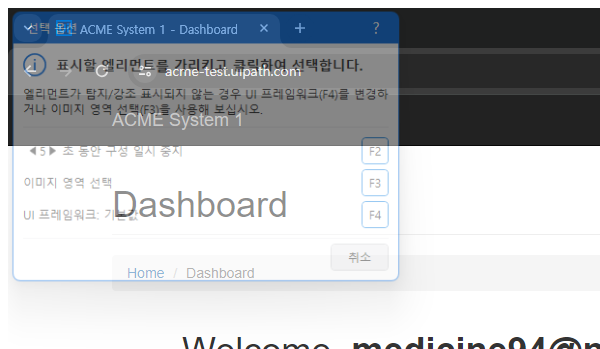 선택 옵션
ACME System 1 - Dashboard
?
표시할 엘리먼트를 가리키고 클릭하여 선택합니다.
acme-test.uipath.com
엘리먼트가 탐지/강조 표시되지 않는 경우 UI 프레임워크(F4)를 변경하
거나 이미지 영역 선택(F3)을 사용해 보십시오.
ACME System 1
5 초 동안 구성 일시 중지 F2
이미지 영역 선택 F3
Dashboard
UI 프레임워크: 기본값 F4
취소
Home / Dashboard
Welcome